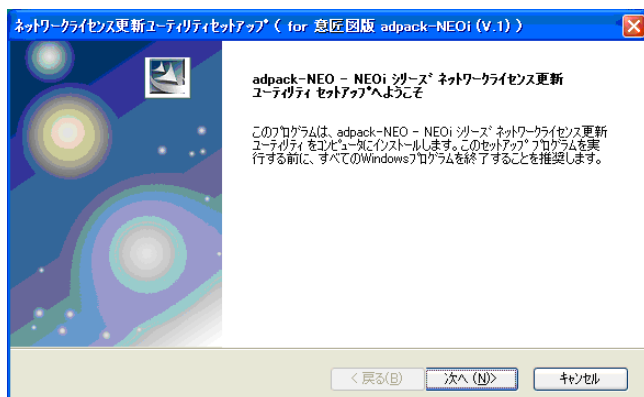 ネットワークライセンス更新ユーティリティセットアップ ( for 意匠図版 adpack-NEOi (V.1) )
adpack-NEO - NEOi シリーズ ネットワークライセンス更新
ユーティリティ セットアップへようこそ
このプログラムは、adpack-NEO - NEOi シリーズ ネットワークライセンス更新
ユーティリティ をコンピュータにインストールします。このセットアップ プログラムを実
行する前に、すべてのWindowsプログラムを終了することを推奨します。
< 戻る(B) 次へ (N)> キャンセル